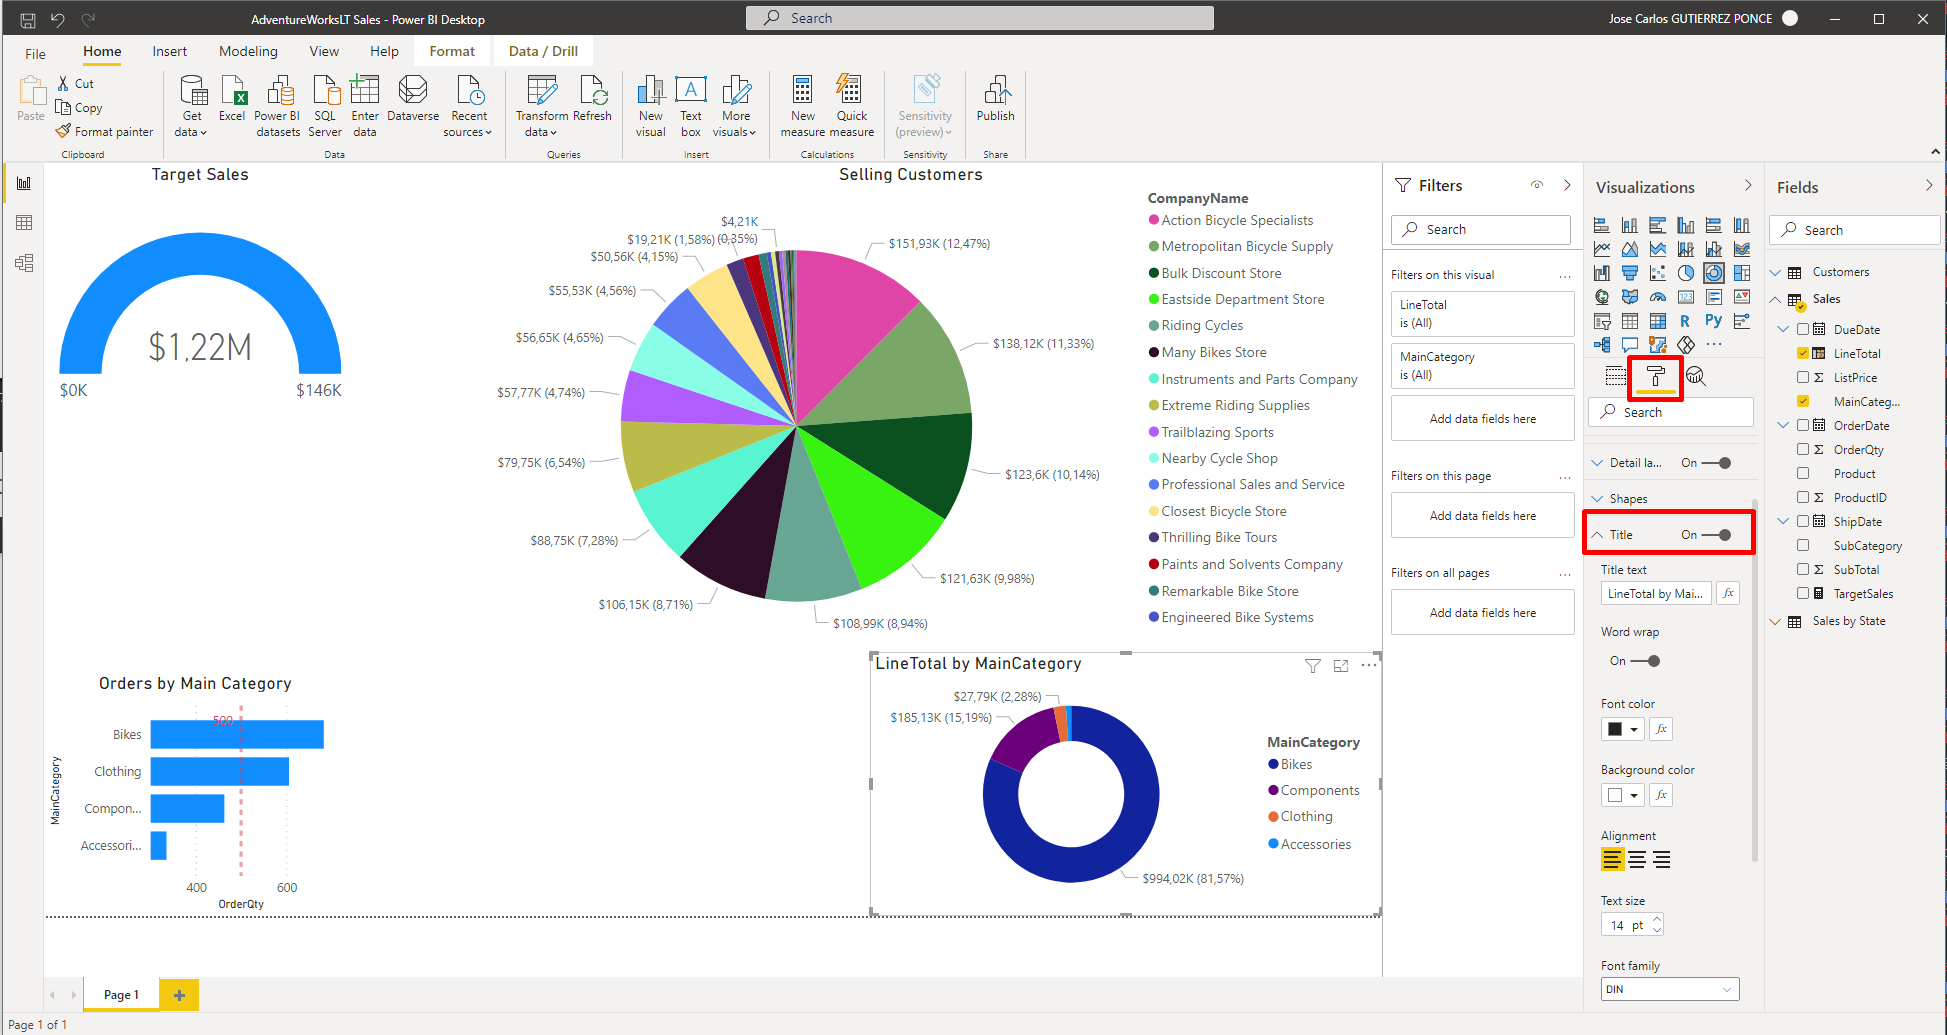 AdventureWorksLT Sales - Power BI Desktop
Search
Jose Carlos GUTIERREZ PONCE
File
Home
Insert
Modeling
View
Help
Format
Data / Drill
Paste
Cut
Copy
Format painter
Clipboard
Get data
Excel
Power BI datasets
SQL Server
Enter data
Dataverse
Recent sources
Data
Transform data
Refresh
Queries
New visual
Text box
More visuals
Insert
New measure
Quick measure
Calculations
Sensitivity (preview)
Sensitivity
Publish
Share
Target Sales
$1,22M
$0K
$146K
Selling Customers
$4,21K
(0,35%)
$19,21K (1,58%)
$50,56K (4,15%)
$55,53K (4,56%)
$56,65K (4,65%)
$57,77K (4,74%)
$79,75K (6,54%)
$88,75K (7,28%)
$106,15K (8,71%)
$108,99K (8,94%)
$121,63K (9,98%)
$123,6K (10,14%)
$138,12K (11,33%)
$151,93K (12,47%)
CompanyName
Action Bicycle Specialists
Metropolitan Bicycle Supply
Bulk Discount Store
Eastside Department Store
Riding Cycles
Many Bikes Store
Instruments and Parts Company
Extreme Riding Supplies
Trailblazing Sports
Nearby Cycle Shop
Professional Sales and Service
Closest Bicycle Store
Thrilling Bike Tours
Paints and Solvents Company
Remarkable Bike Store
Engineered Bike Systems
Orders by Main Category
MainCategory
500
Bikes
Clothing
Compon...
Accessori...
400
600
OrderQty
LineTotal by MainCategory
$27,79K (2,28%)
$185,13K (15,19%)
$994,02K (81,57%)
MainCategory
Bikes
Components
Clothing
Accessories
Filters
Search
Filters on this visual
...
LineTotal
is (All)
MainCategory
is (All)
Add data fields here
Filters on this page
...
Add data fields here
Filters on all pages
...
Add data fields here
Visualizations
123
R
Py
...
Search
Detail la...
On
Shapes
Title
On
Title text
LineTotal by Mai...
fx
Word wrap
On
Font color
fx
Background color
fx
Alignment
Text size
14 pt
Font family
DIN
Fields
Search
Customers
Sales
DueDate
LineTotal
ListPrice
MainCateg...
OrderDate
OrderQty
Product
ProductID
ShipDate
SubCategory
SubTotal
TargetSales
Sales by State
Page 1
Page 1 of 1